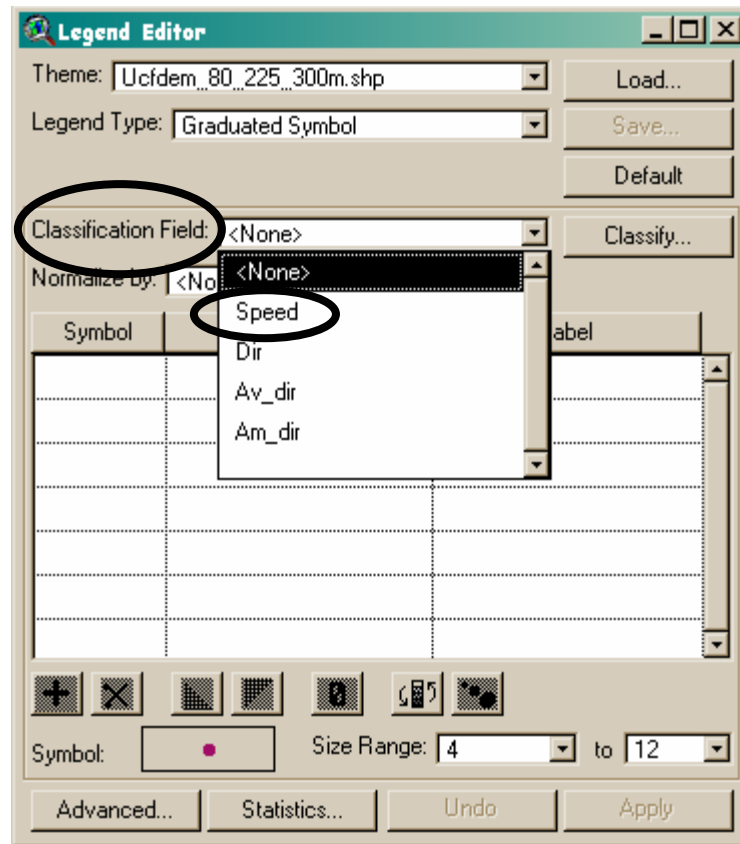 Legend Editor
Theme: Ucfdem_80_225_300m.shp
Load...
Legend Type: Graduated Symbol
Save...
Default
Classification Field: <None>
Classify...
Normalize by: <No
<None>
Speed
Dir
Av_dir
Am_dir
Symbol
abel
Symbol:
Size Range: 4 to 12
Advanced... Statistics... Undo Apply